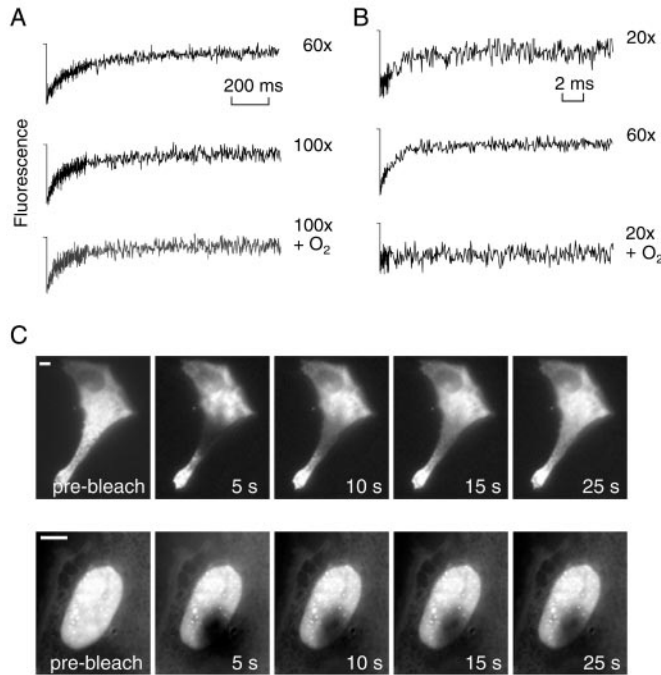 A
B
60x
200 ms
100x
100x
+ O2
Fluorescence
20x
2 ms
60x
20x
+ O2
C
pre-bleach 5 s 10 s 15 s 25 s
pre-bleach 5 s 10 s 15 s 25 s